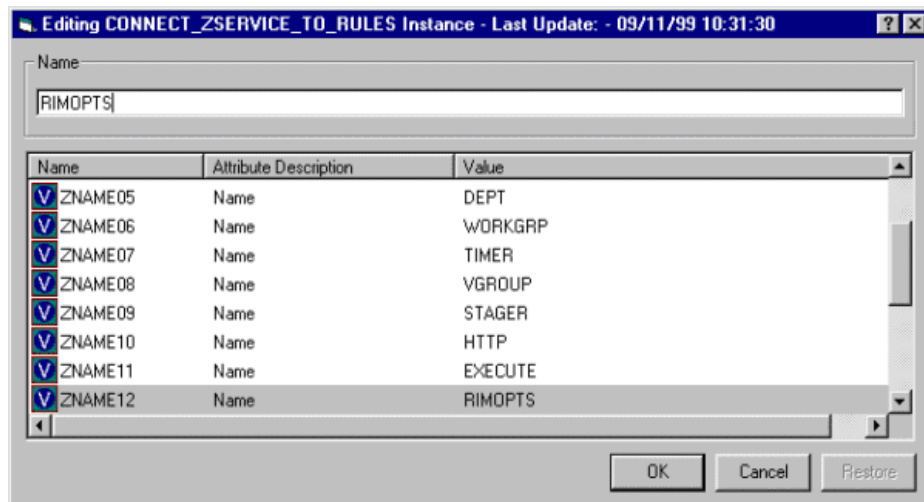 Editing CONNECT_ZSERVICE_TO_RULES Instance - Last Update: - 09/11/99 10:31:30
Name
RIMOPTS
Name Attribute Description Value
V ZNAME05 Name DEPT
V ZNAME06 Name WORKGRP
V ZNAME07 Name TIMER
V ZNAME08 Name VGROUP
V ZNAME09 Name STAGER
V ZNAME10 Name HTTP
V ZNAME11 Name EXECUTE
V ZNAME12 Name RIMOPTS
OK Cancel Restore